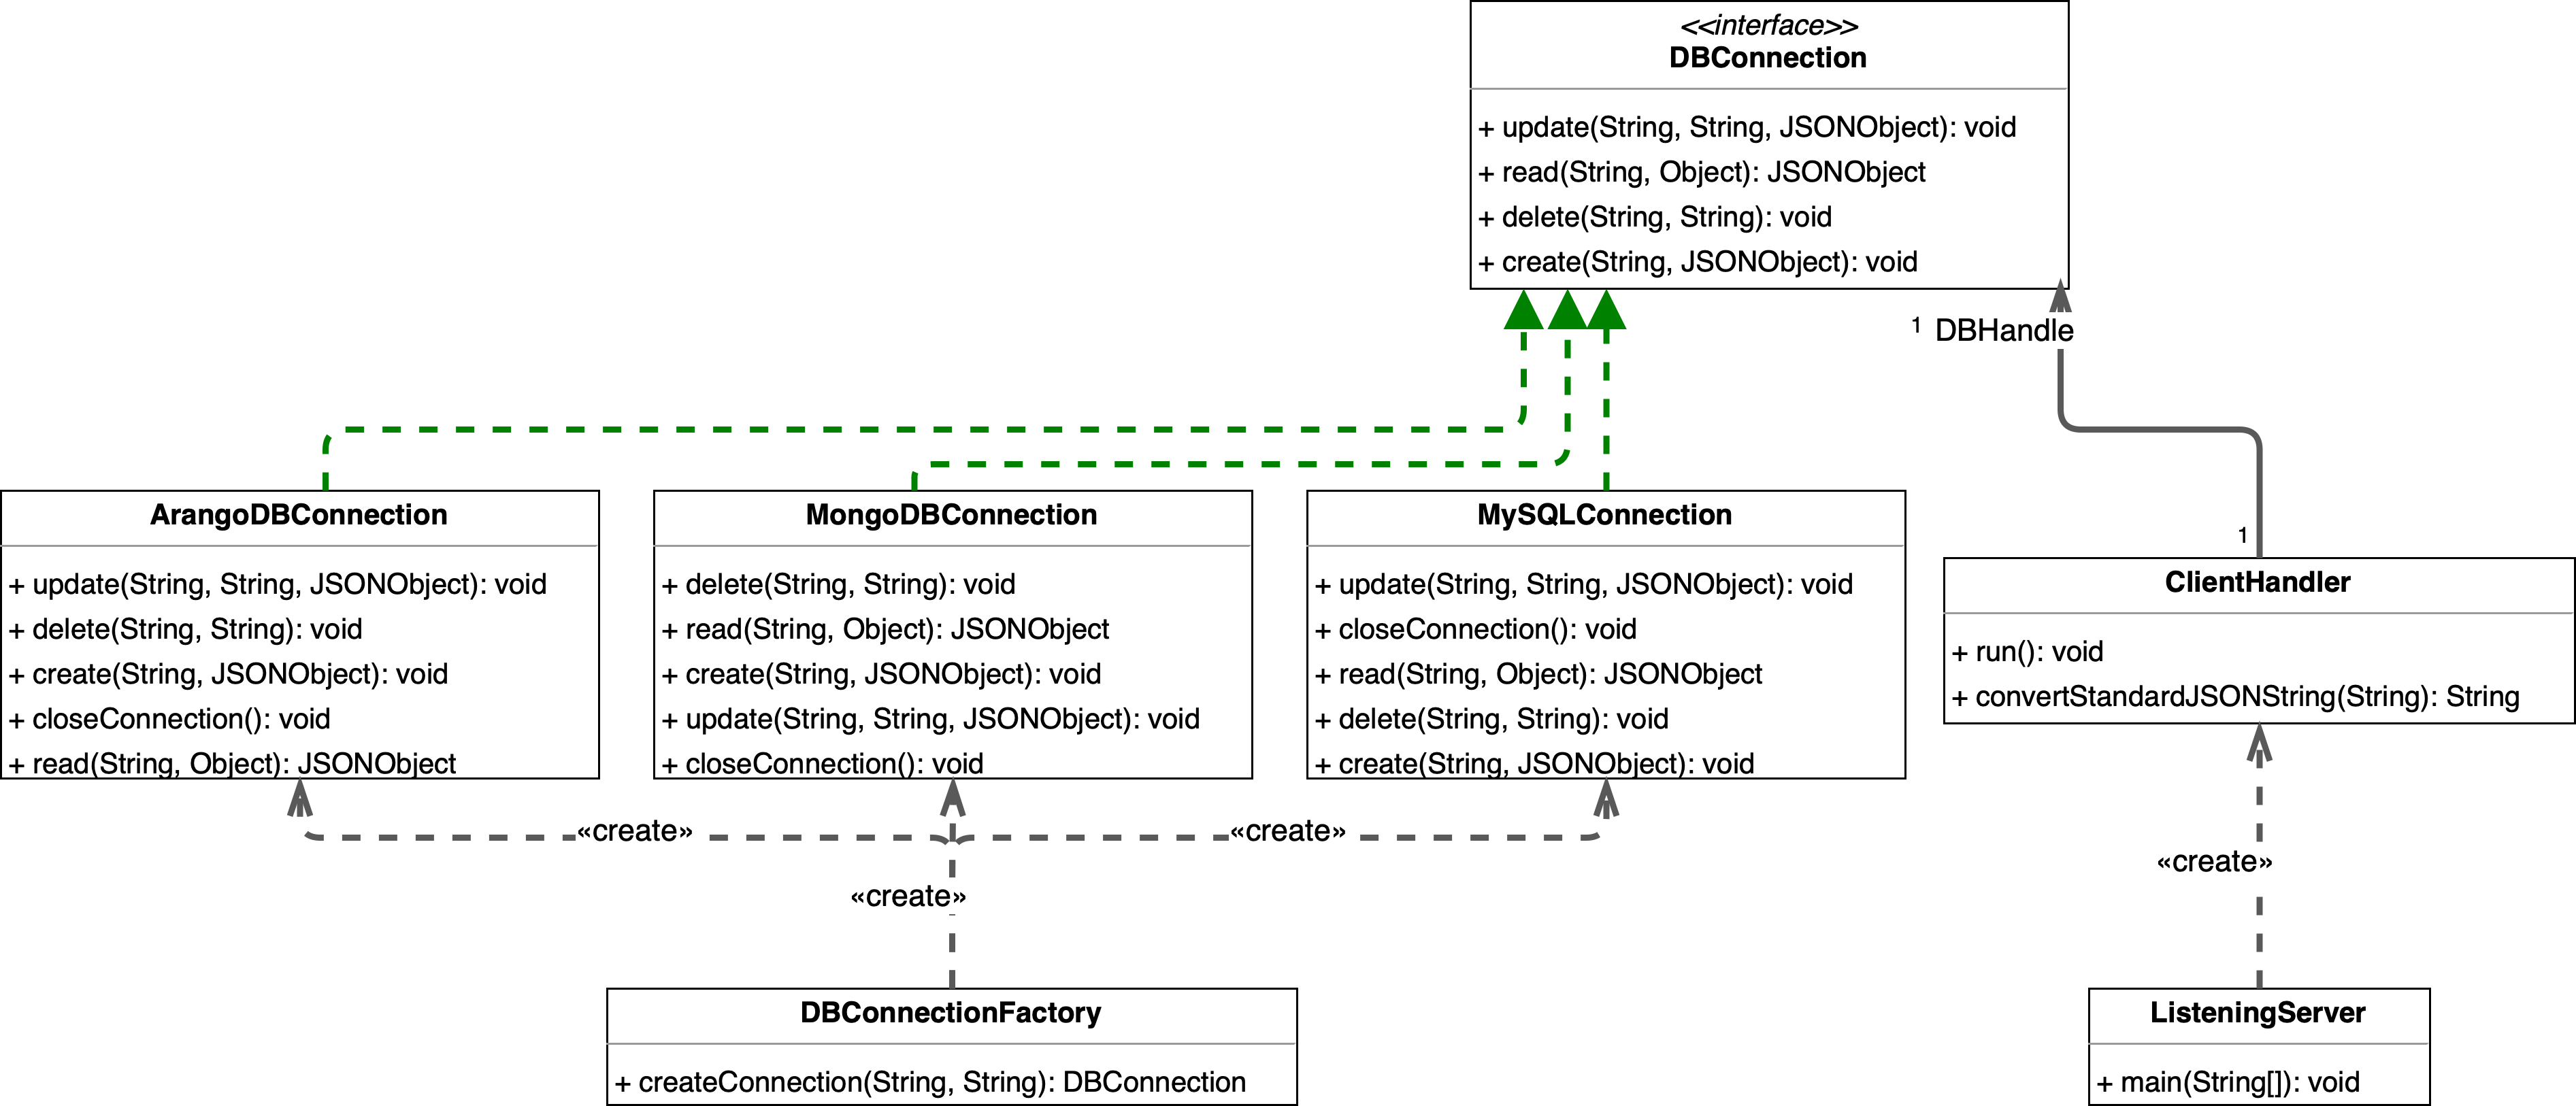 <<interface>>
DBConnection
+ update(String, String, JSONObject): void
+ read(String, Object): JSONObject
+ delete(String, String): void
+ create(String, JSONObject): void
1 DBHandle
ArangoDBConnection
+ update(String, String, JSONObject): void
+ delete(String, String): void
+ create(String, JSONObject): void
+ closeConnection(): void
+ read(String, Object): JSONObject
MongoDBConnection
+ delete(String, String): void
+ read(String, Object): JSONObject
+ create(String, JSONObject): void
+ update(String, String, JSONObject): void
+ closeConnection(): void
MySQLConnection
+ update(String, String, JSONObject): void
+ closeConnection(): void
+ read(String, Object): JSONObject
+ delete(String, String): void
+ create(String, JSONObject): void
1
ClientHandler
+ run(): void
+ convertStandardJSONString(String): String
«create»
«create»
«create»
«create»
DBConnectionFactory
+ createConnection(String, String): DBConnection
ListeningServer
+ main(String[]): void